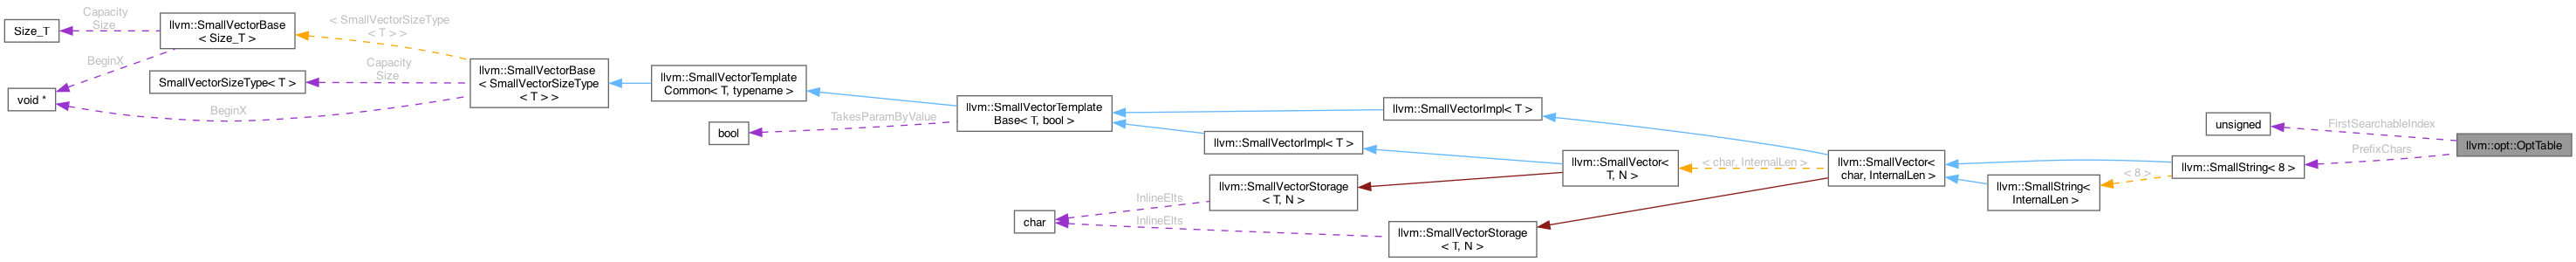 Size_T
void *
Capacity
Size
BeginX
llvm::SmallVectorBase
< Size_T >
SmallVectorSizeType< T >
BeginX
< SmallVectorSizeType
< T > >
Capacity
Size
llvm::SmallVectorBase
< SmallVectorSizeType
< T > >
llvm::SmallVectorTemplate
Common< T, typename >
bool
TakesParamByValue
llvm::SmallVectorTemplate
Base< T, bool >
char
InlineElts
InlineElts
llvm::SmallVectorImpl< T >
llvm::SmallVectorImpl< T >
llvm::SmallVectorStorage
< T, N >
llvm::SmallVectorStorage
< T, N >
llvm::SmallVector<
T, N >
< char, InternalLen >
llvm::SmallVector<
char, InternalLen >
llvm::SmallString<
InternalLen >
< 8 >
llvm::SmallString< 8 >
unsigned
FirstSearchableIndex
PrefixChars
llvm::opt::OptTable